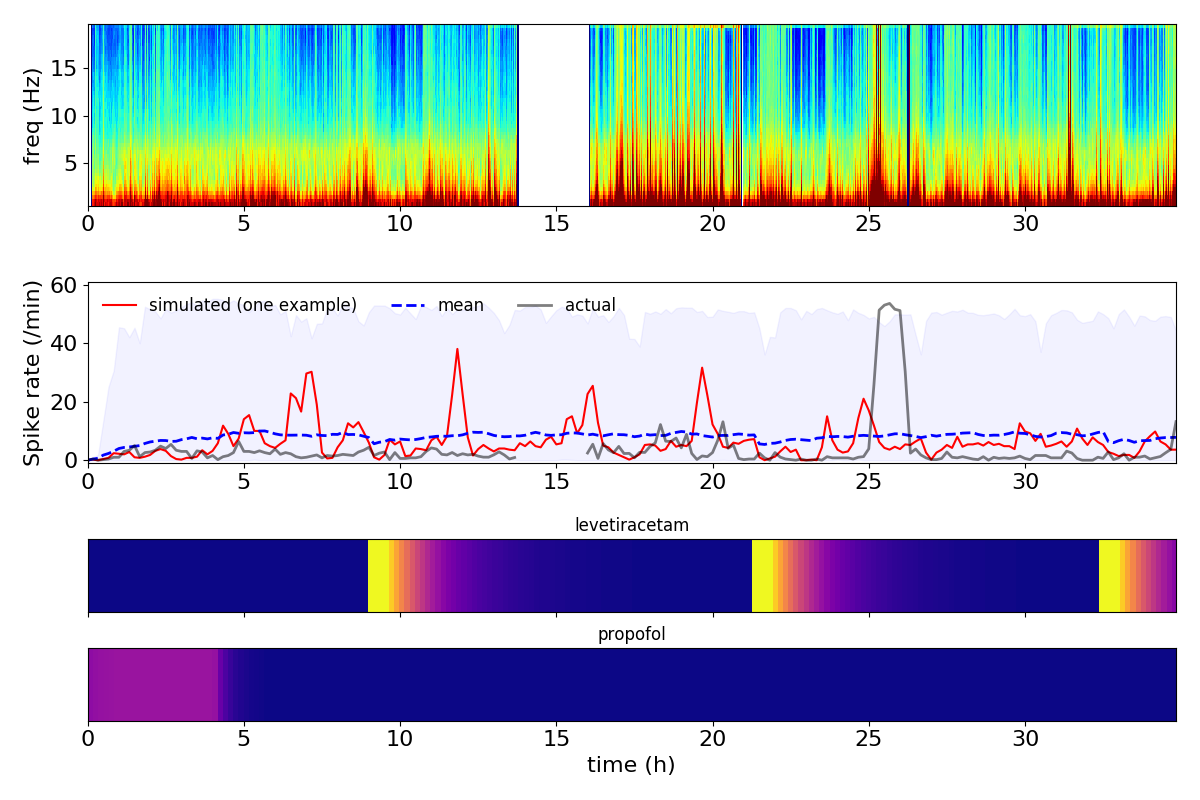 freq (Hz)
15
10
5
0 5 10 15 20 25 30
Spike rate (/min)
60
40
20
0
simulated (one example) mean actual
0 5 10 15 20 25 30
levetiracetam
propofol
0 5 10 15 20 25 30
time (h)